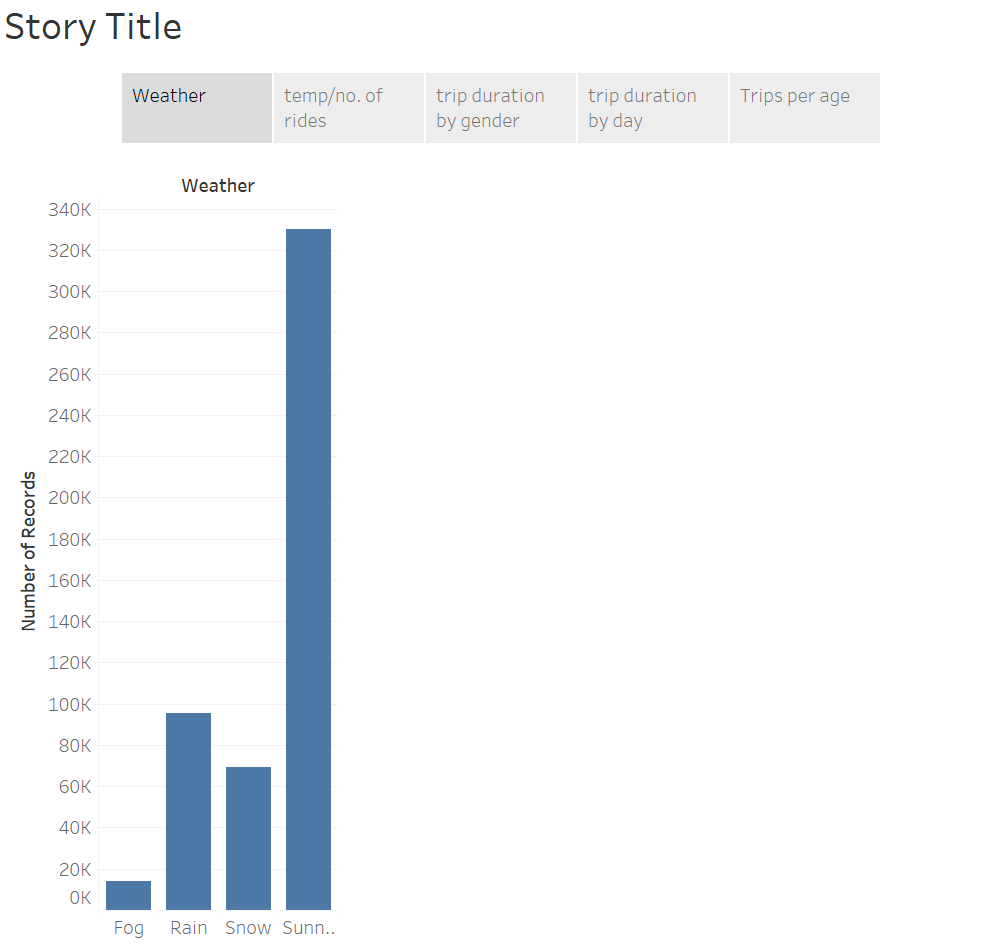 Story Title
Weather
temp/no. of
rides
trip duration
by gender
trip duration
by day
Trips per age
Weather
340K
320K
300K
280K
260K
240K
220K
200K
180K
160K
140K
120K
100K
80K
60K
40K
20K
0K
Number of Records
Fog Rain Snow Sunn..